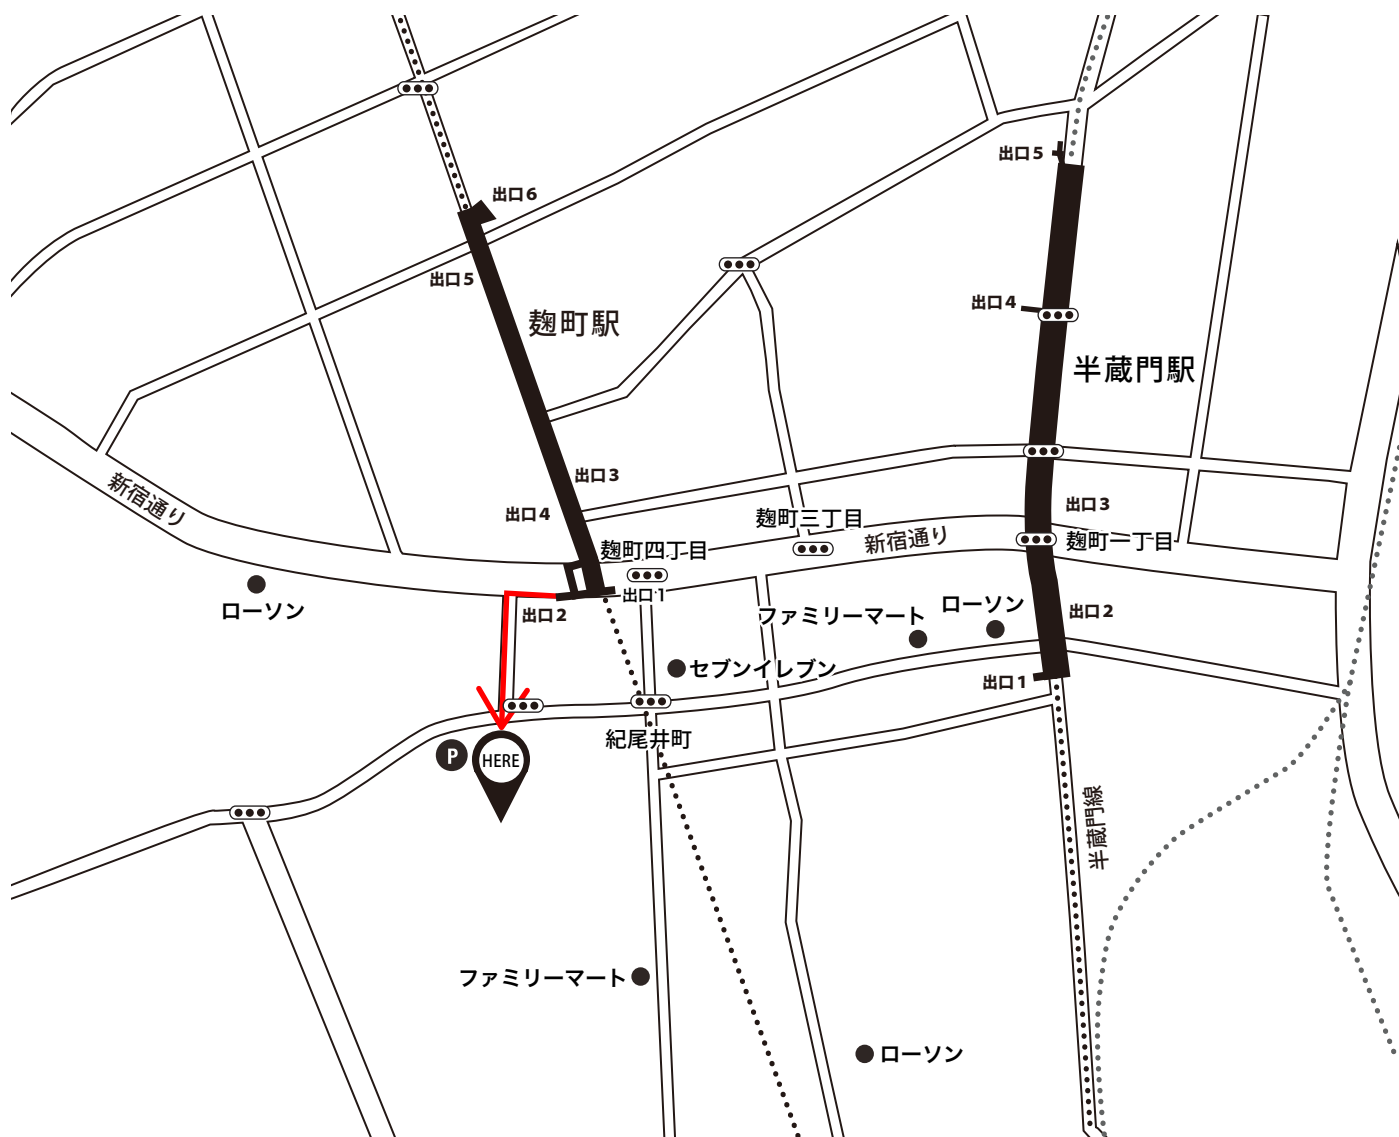 出口5
出口6
出口5
出口4
麹町駅
半蔵門駅
出口3
新宿通り
出口4
出口3
麹町三丁目
新宿通り
麹町一丁目
麹町四丁目
出口1
ローソン
出口2
ファミリーマート
ローソン
出口2
セブンイレブン
出口1
紀尾井町
P
HERE
半蔵門線
ファミリーマート
ローソン